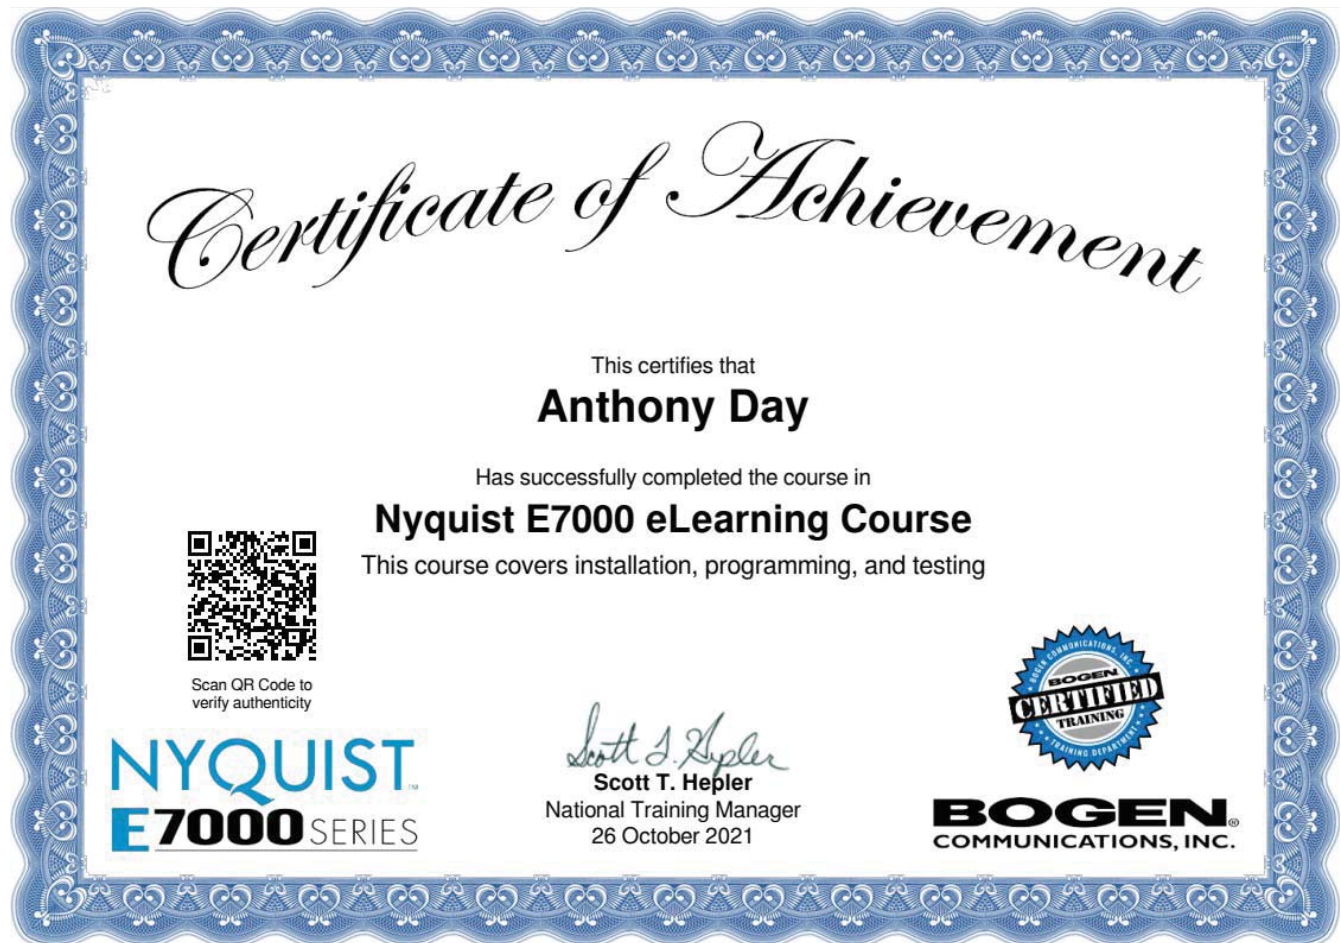 Certificate of Achievement
This certifies that
Anthony Day
Has successfully completed the course in
Nyquist E7000 eLearning Course
This course covers installation, programming, and testing
Scan QR Code to
verify authenticity
NYQUIST™
E7000 SERIES
Scott T. Hepler
Scott T. Hepler
National Training Manager
26 October 2021
BOGEN COMMUNICATIONS, INC.
BOGEN
CERTIFIED
TRAINING
TRAINING DEPARTMENT
BOGEN®
COMMUNICATIONS, INC.